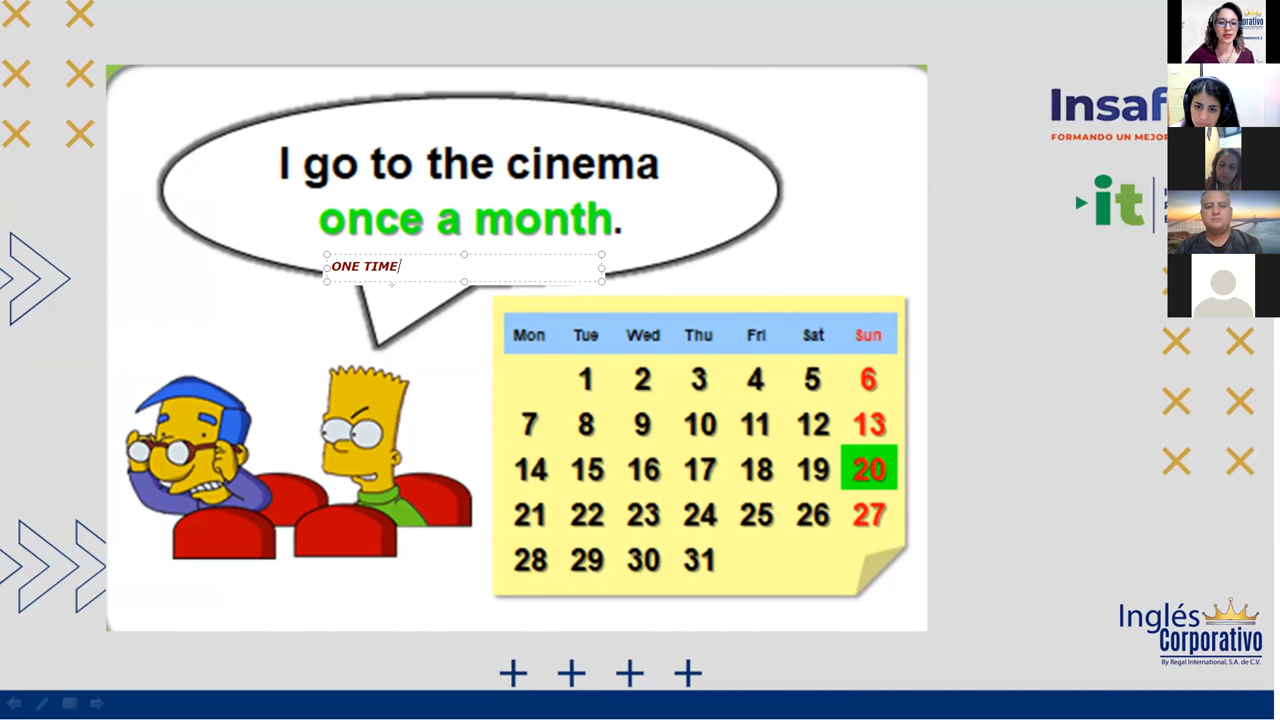 I go to the cinema
once a month.
ONE TIME
Mon Tue Wed Thu Fri Sat Sun
1 2 3 4 5 6
7 8 9 10 11 12 13
14 15 16 17 18 19 20
21 22 23 24 25 26 27
28 29 30 31
Insaf
FORMANDO UN MEJOR
it
Inglés
Corporativo
By Regal International, S.A. de C.V.